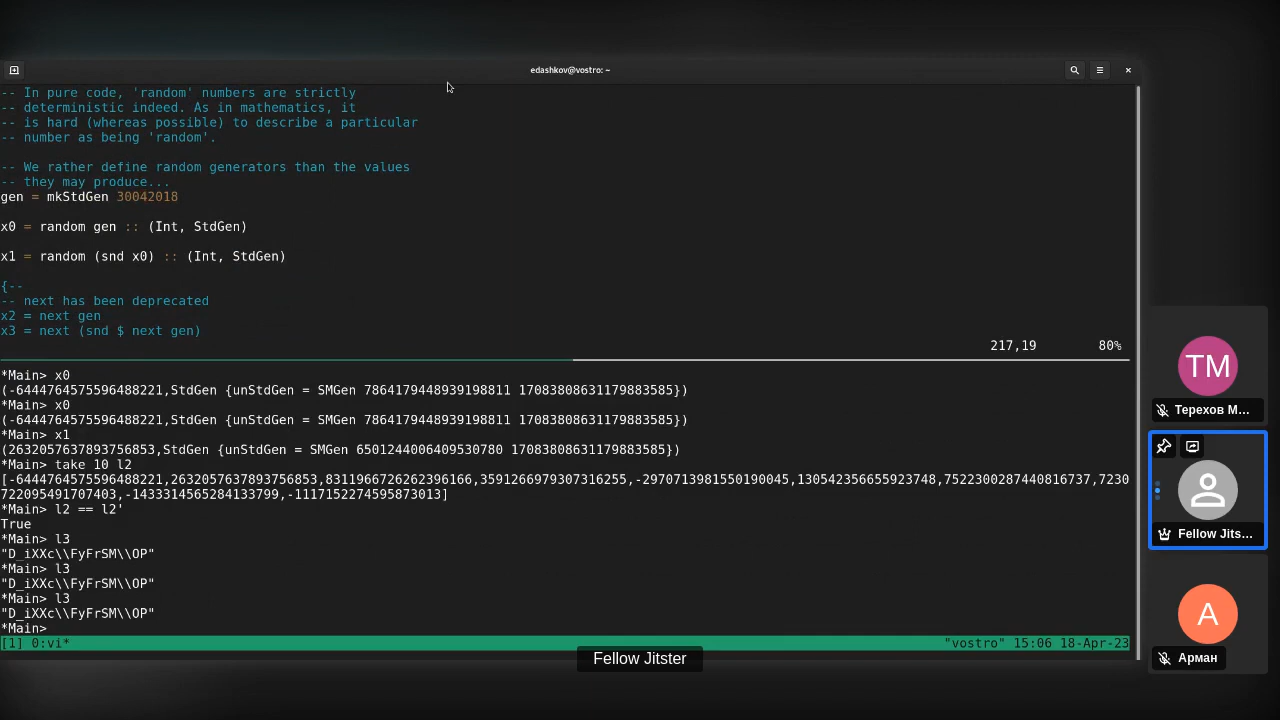 edashkov@vostro: ~
-- In pure code, 'random' numbers are strictly
-- deterministic indeed. As in mathematics, it
-- is hard (whereas possible) to describe a particular
-- number as being 'random'.
-- We rather define random generators than the values
-- they may produce...
gen = mkStdGen 30042018
x0 = random gen :: (Int, StdGen)
x1 = random (snd x0) :: (Int, StdGen)
{--
-- next has been deprecated
x2 = next gen
x3 = next (snd $ next gen)
217,19 80%
*Main> x0
(-6444764575596488221,StdGen {unStdGen = SMGen 7864179448939198811 17083808631179883585})
*Main> x0
(-6444764575596488221,StdGen {unStdGen = SMGen 7864179448939198811 17083808631179883585})
*Main> x1
(2632057637893756853,StdGen {unStdGen = SMGen 6501244006409530780 17083808631179883585})
*Main> take 10 l2
[-6444764575596488221,2632057637893756853,8311966726262396166,3591266979307316255,-2970713981550190045,130542356655923748,7522300287440816737,7230
722095491707403,-1433314565284133799,-1117152274595873013]
*Main> l2 == l2'
True
*Main> l3
"D_iXXc\\FyFrSM\\OP"
*Main> l3
"D_iXXc\\FyFrSM\\OP"
*Main> l3
"D_iXXc\\FyFrSM\\OP"
*Main>
[1] 0:vi* "vostro" 15:06 18-Apr-23
Fellow Jitster
TM
Терехов М...
Fellow Jits...
A
Арман